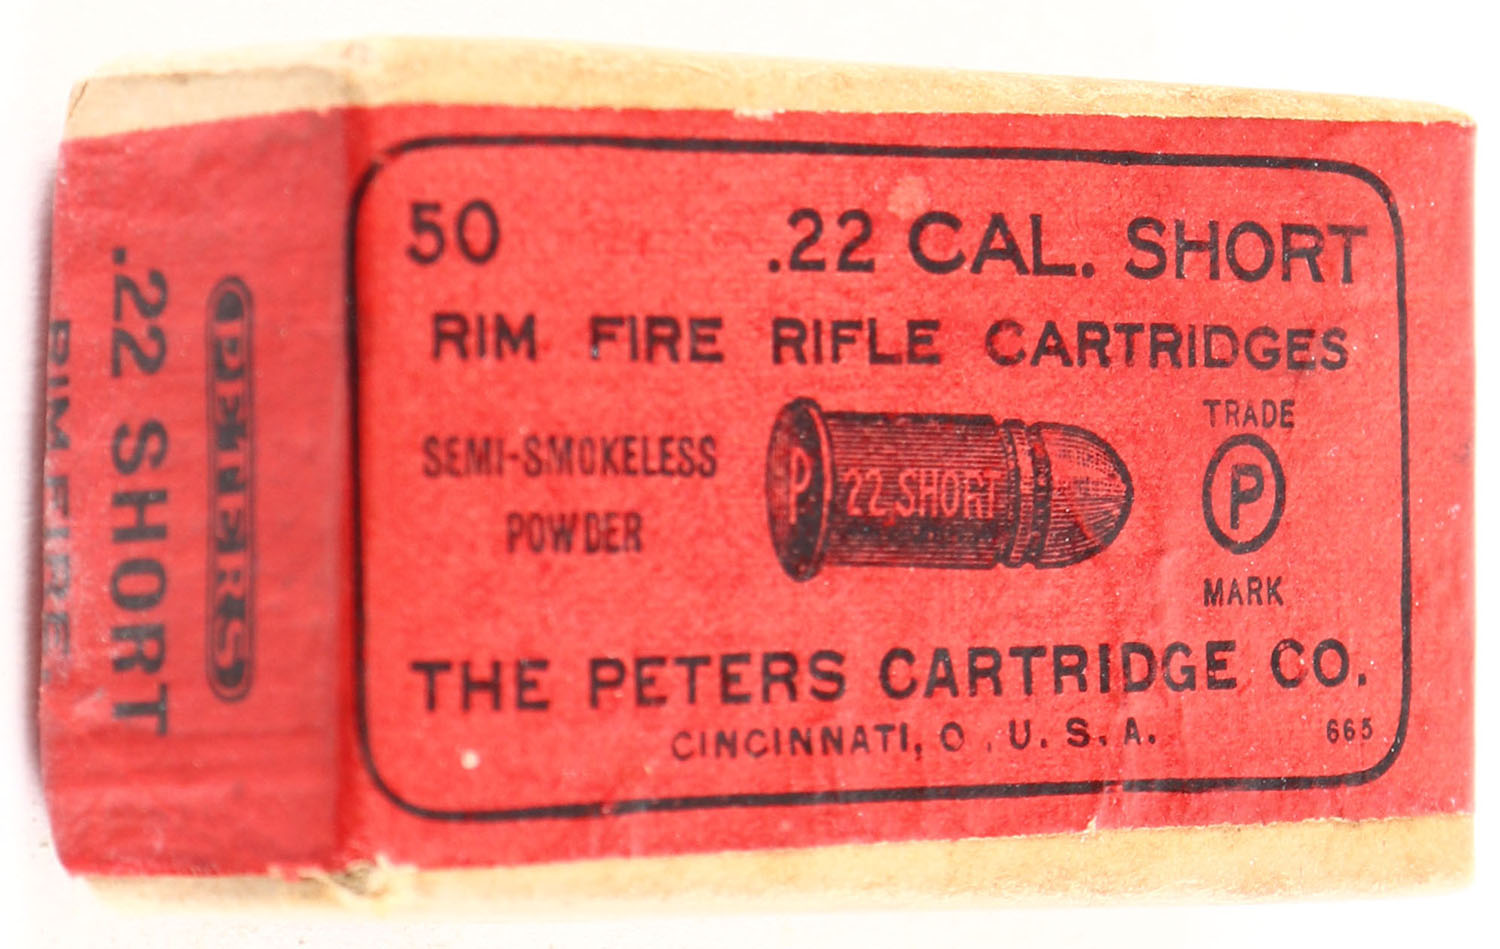 50 .22 CAL. SHORT
RIM FIRE RIFLE CARTRIDGES
SEMI-SMOKELESS
POWDER
P 22 SHORT
TRADE
P
MARK
THE PETERS CARTRIDGE CO.
CINCINNATI, O. U. S. A.
665
PETERS
.22 SHORT
RIM FIRE